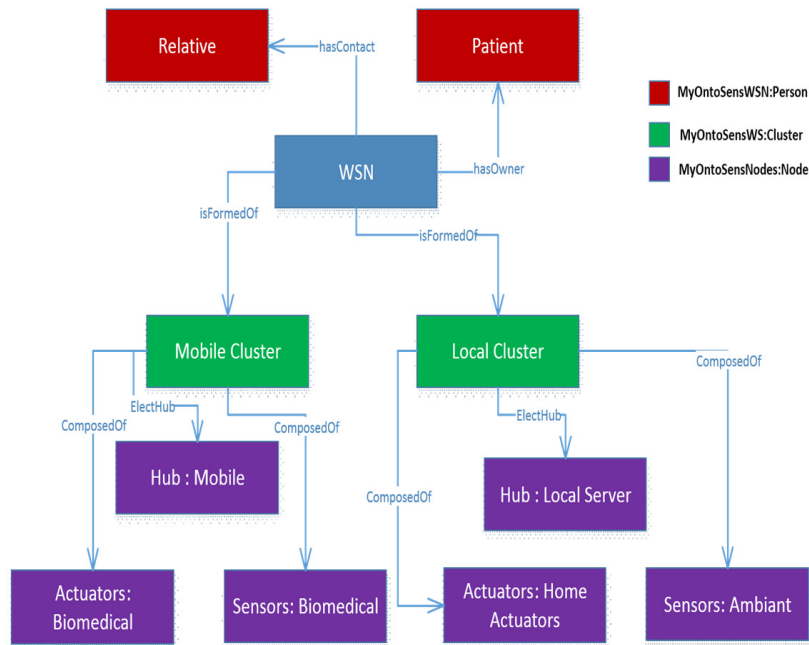 Relative
hasContact
Patient
MyOntoSensWSN:Person
MyOntoSensWS:Cluster
MyOntoSensNodes:Node
WSN
hasOwner
isFormedOf
isFormedOf
Mobile Cluster
Local Cluster
ComposedOf
ElectHub
ElectHub
ComposedOf
ComposedOf
Hub : Mobile
Hub : Local Server
ComposedOf
Actuators:
Biomedical
Sensors: Biomedical
Actuators: Home
Actuators
Sensors: Ambiant